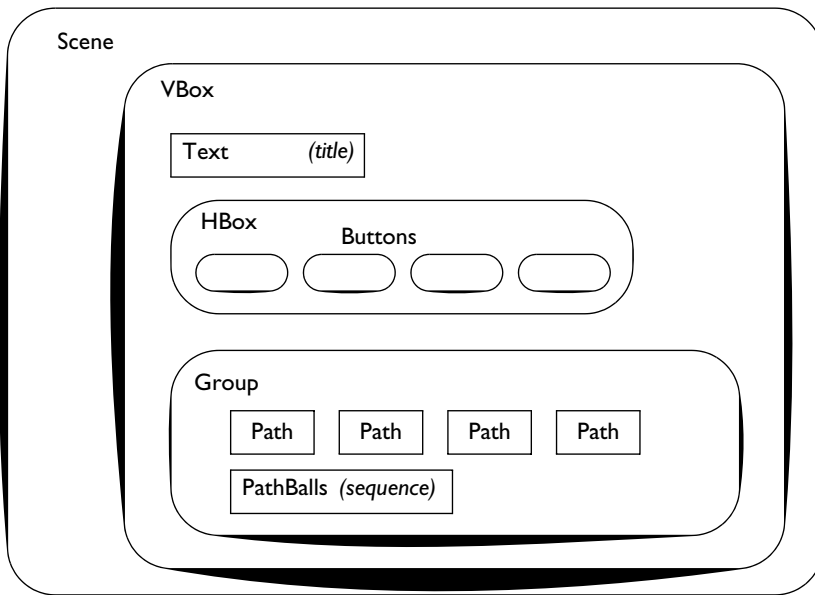 Scene
VBox
Text (title)
HBox
Buttons
Group
Path Path Path Path
PathBalls (sequence)